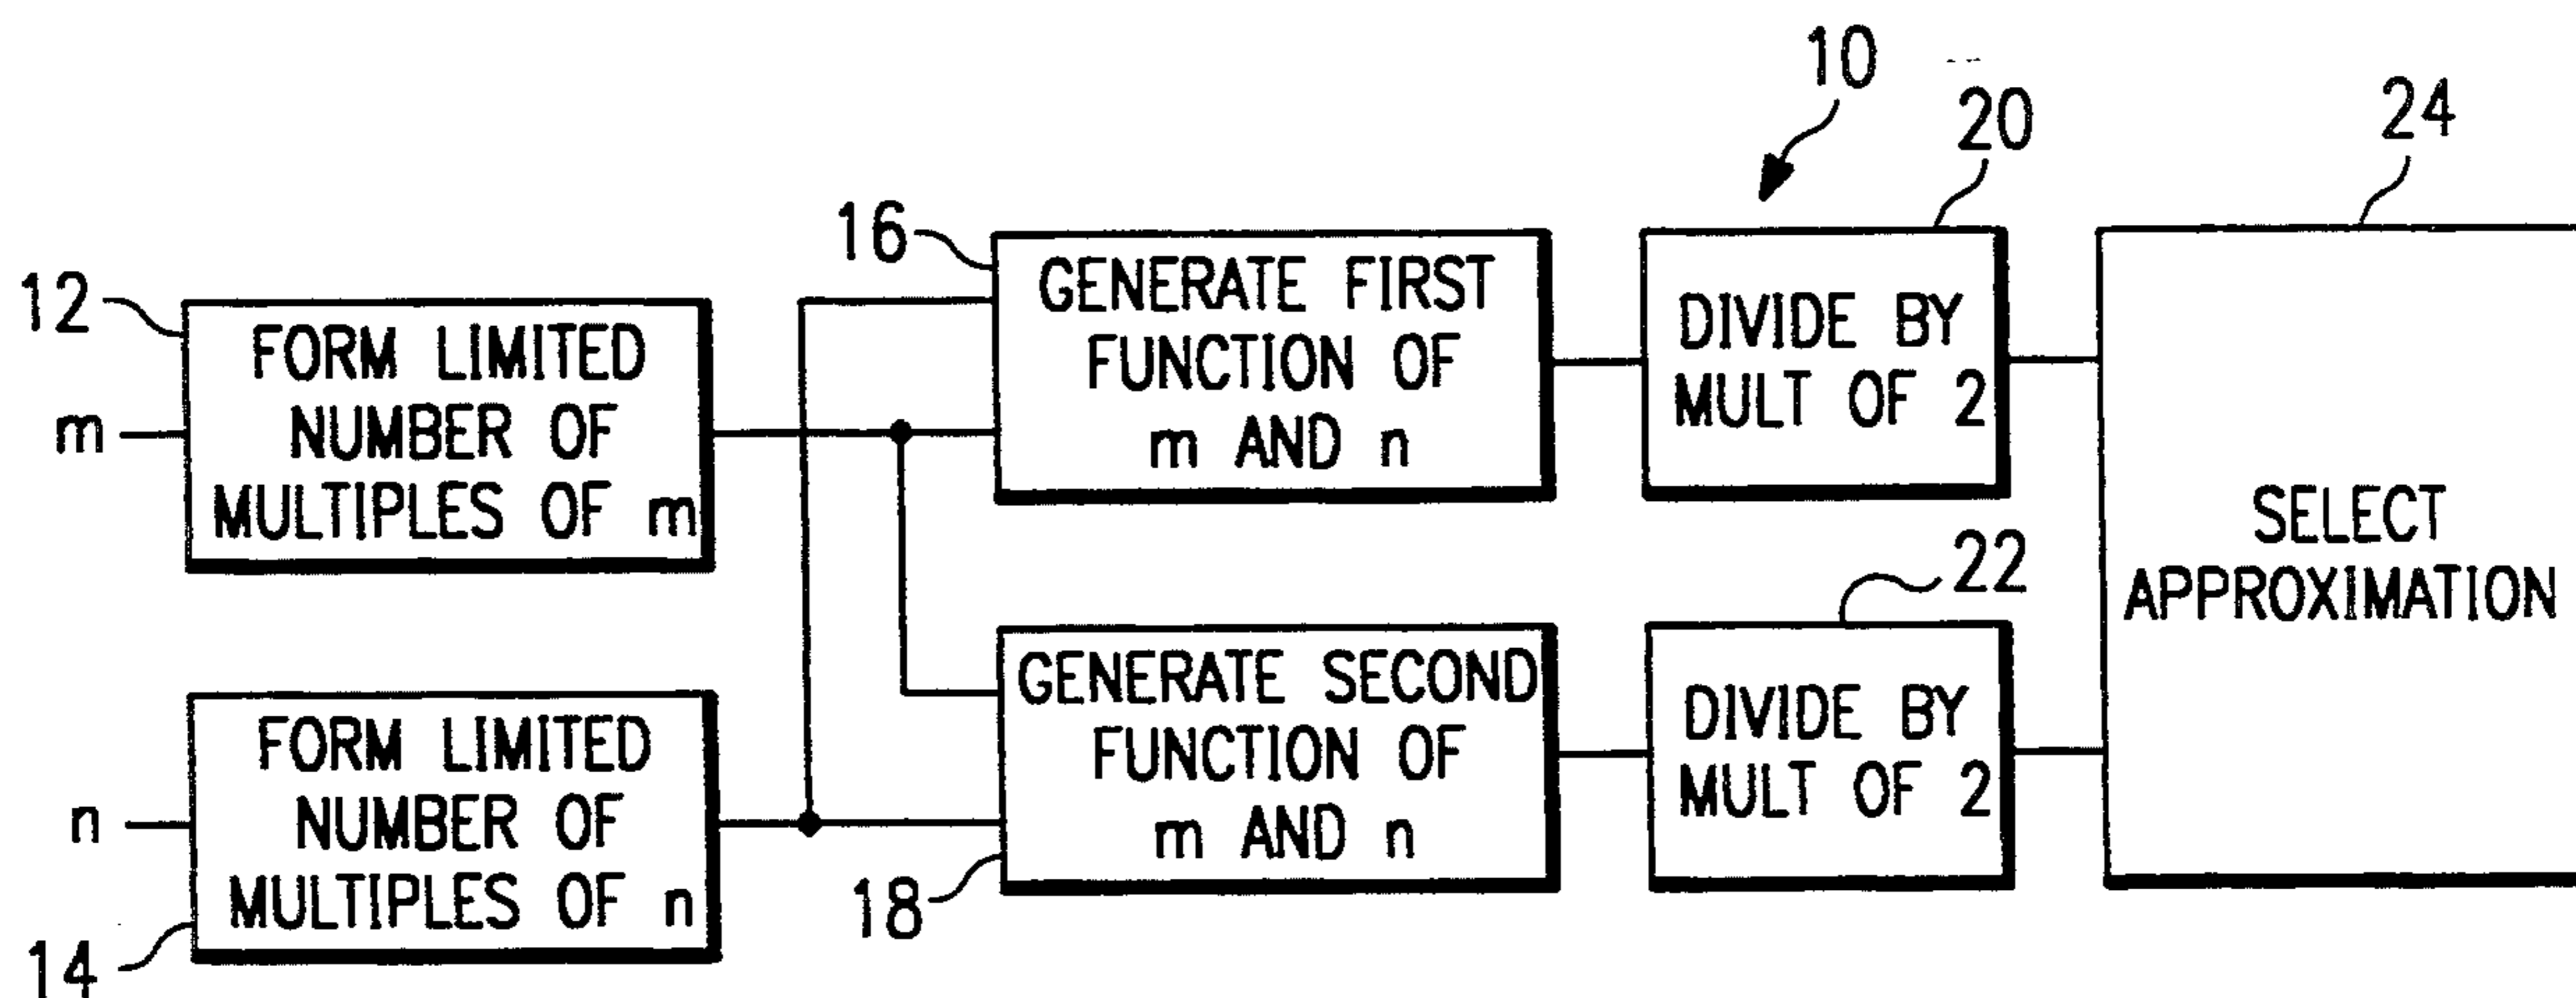 10
20
24
16
12
GENERATE FIRST
FUNCTION OF
m AND n
DIVIDE BY
MULT OF 2
FORM LIMITED
NUMBER OF
MULTIPLES OF m
m
SELECT
APPROXIMATION
22
GENERATE SECOND
FUNCTION OF
m AND n
DIVIDE BY
MULT OF 2
FORM LIMITED
NUMBER OF
MULTIPLES OF n
n
18
14